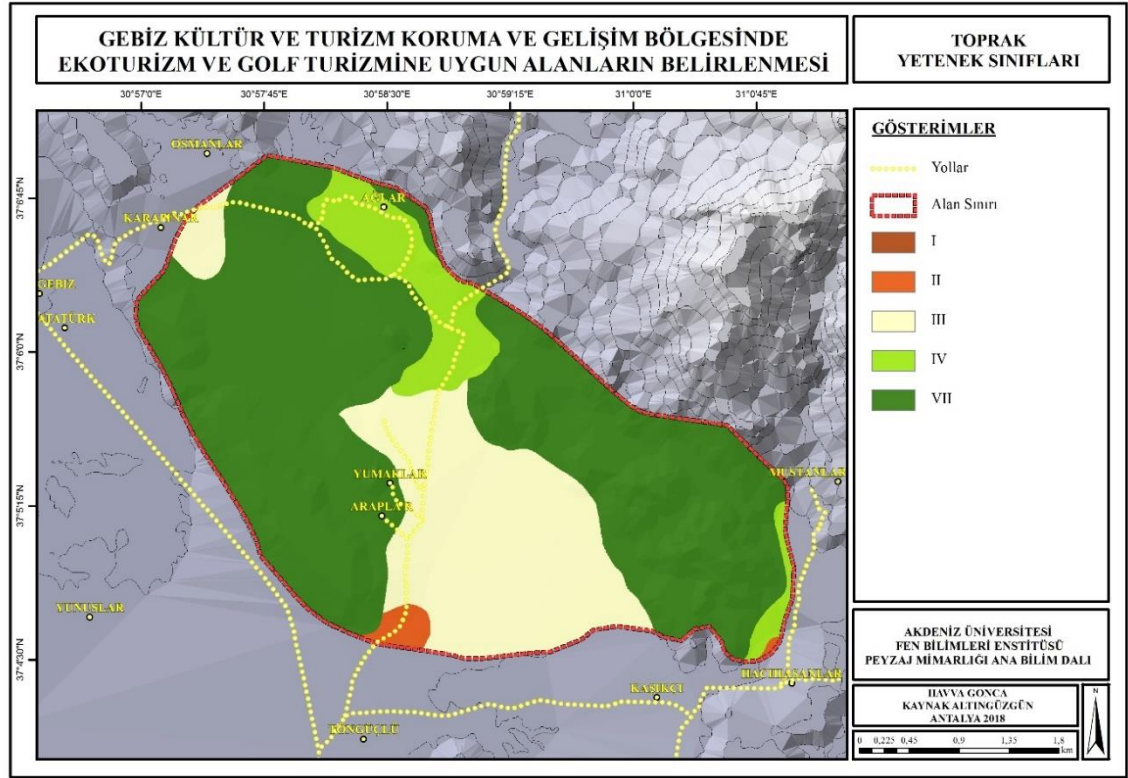 GEBİZ KÜLTÜR VE TURİZM KORUMA VE GELİŞİM BÖLGESİNDE
EKOTURİZM VE GOLF TURİZMİNE UYGUN ALANLARIN BELİRLENMESİ
TOPRAK
YETENEK SINIFLARI
30°57'0"E 30°57'45"E 30°58'30"E 30°59'15"E 31°0'0"E 31°0'45"E
37°6'45"N
37°6'0"N
37°5'15"N
37°4'30"N
OSMANLAR
AĞLAR
KARAPINAR
GEBİZ
ATATÜRK
YUMAKLAR
MUSTANLAR
ARAPLAR
YUNUSLAR
HACIHASANLAR
KAŞIKÇI
TONGUÇLU
GÖSTERİMLER
Yollar
Alan Sınırı
I
II
III
IV
VII
AKDENİZ ÜNİVERSİTESİ
FEN BİLİMLERİ ENSTİTÜSÜ
PEYZAJ MİMARLIĞI ANA BİLİM DALI
HAVVA GONCA
KAYNAK ALTINGÜZGÜN
ANTALYA 2018
N
0 0,225 0,45 0,9 1,35 1,8
km